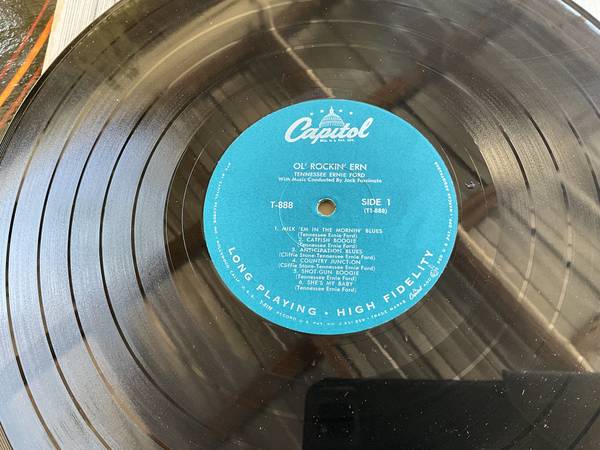 Capitol
OL' ROCKIN' ERN
TENNESSEE ERNIE FORD
With Music Conducted by Jack Fascinato
T-888
SIDE 1
(T1-888)
1. MILK 'EM IN THE MORNIN' BLUES
(Tennessee Ernie Ford)
2. CATFISH BOOGIE
(Tennessee Ernie Ford)
3. ANTICIPATION BLUES
(Cliffie Stone-Tennessee Ernie Ford)
4. COUNTRY JUNCTION
(Cliffie Stone-Tennessee Ernie Ford)
5. SHOT-GUN BOOGIE
(Tennessee Ernie Ford)
6. SHE'S MY BABY
(Tennessee Ernie Ford)
LONG PLAYING • HIGH FIDELITY